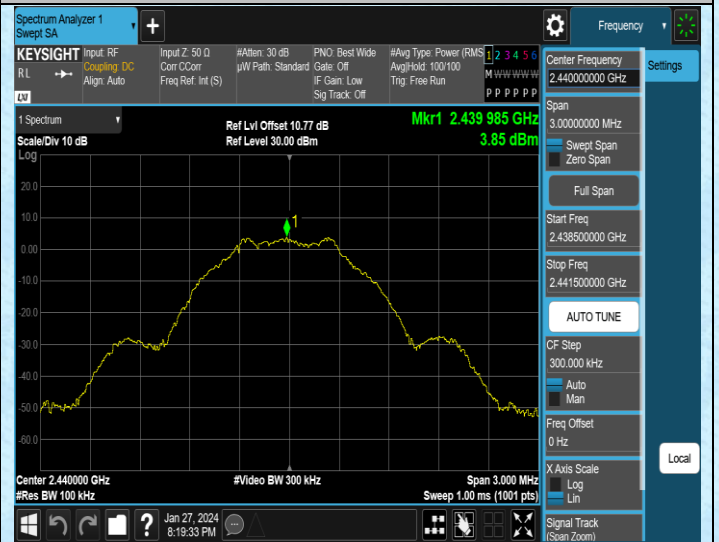 Spectrum Analyzer 1
Swept SA
+
Frequency
KEYSIGHT
RL
LXI
Input: RF
Coupling: DC
Align: Auto
Input Z: 50 Ω
Corr CCorr
Freq Ref: Int (S)
#Atten: 30 dB
µW Path: Standard
PNO: Best Wide
Gate: Off
IF Gain: Low
Sig Track: Off
#Avg Type: Power (RMS
Avg|Hold: 100/100
Trig: Free Run
1 2 3 4 5 6
M W W W W W
P P P P P P
1 Spectrum
Scale/Div 10 dB
Log
Ref Lvl Offset 10.77 dB
Ref Level 30.00 dBm
Mkr1 2.439 985 GHz
3.85 dBm
20.0
10.0
0.00
-10.0
-20.0
-30.0
-40.0
-50.0
-60.0
1
Center 2.440000 GHz
#Res BW 100 kHz
#Video BW 300 kHz
Span 3.000 MHz
Sweep 1.00 ms (1001 pts)
Center Frequency
2.440000000 GHz
Span
3.00000000 MHz
Swept Span
Zero Span
Full Span
Start Freq
2.438500000 GHz
Stop Freq
2.441500000 GHz
AUTO TUNE
CF Step
300.000 kHz
Auto
Man
Freq Offset
0 Hz
X Axis Scale
Log
Lin
Signal Track
(Span Zoom)
Settings
Local
?
Jan 27, 2024
8:19:33 PM